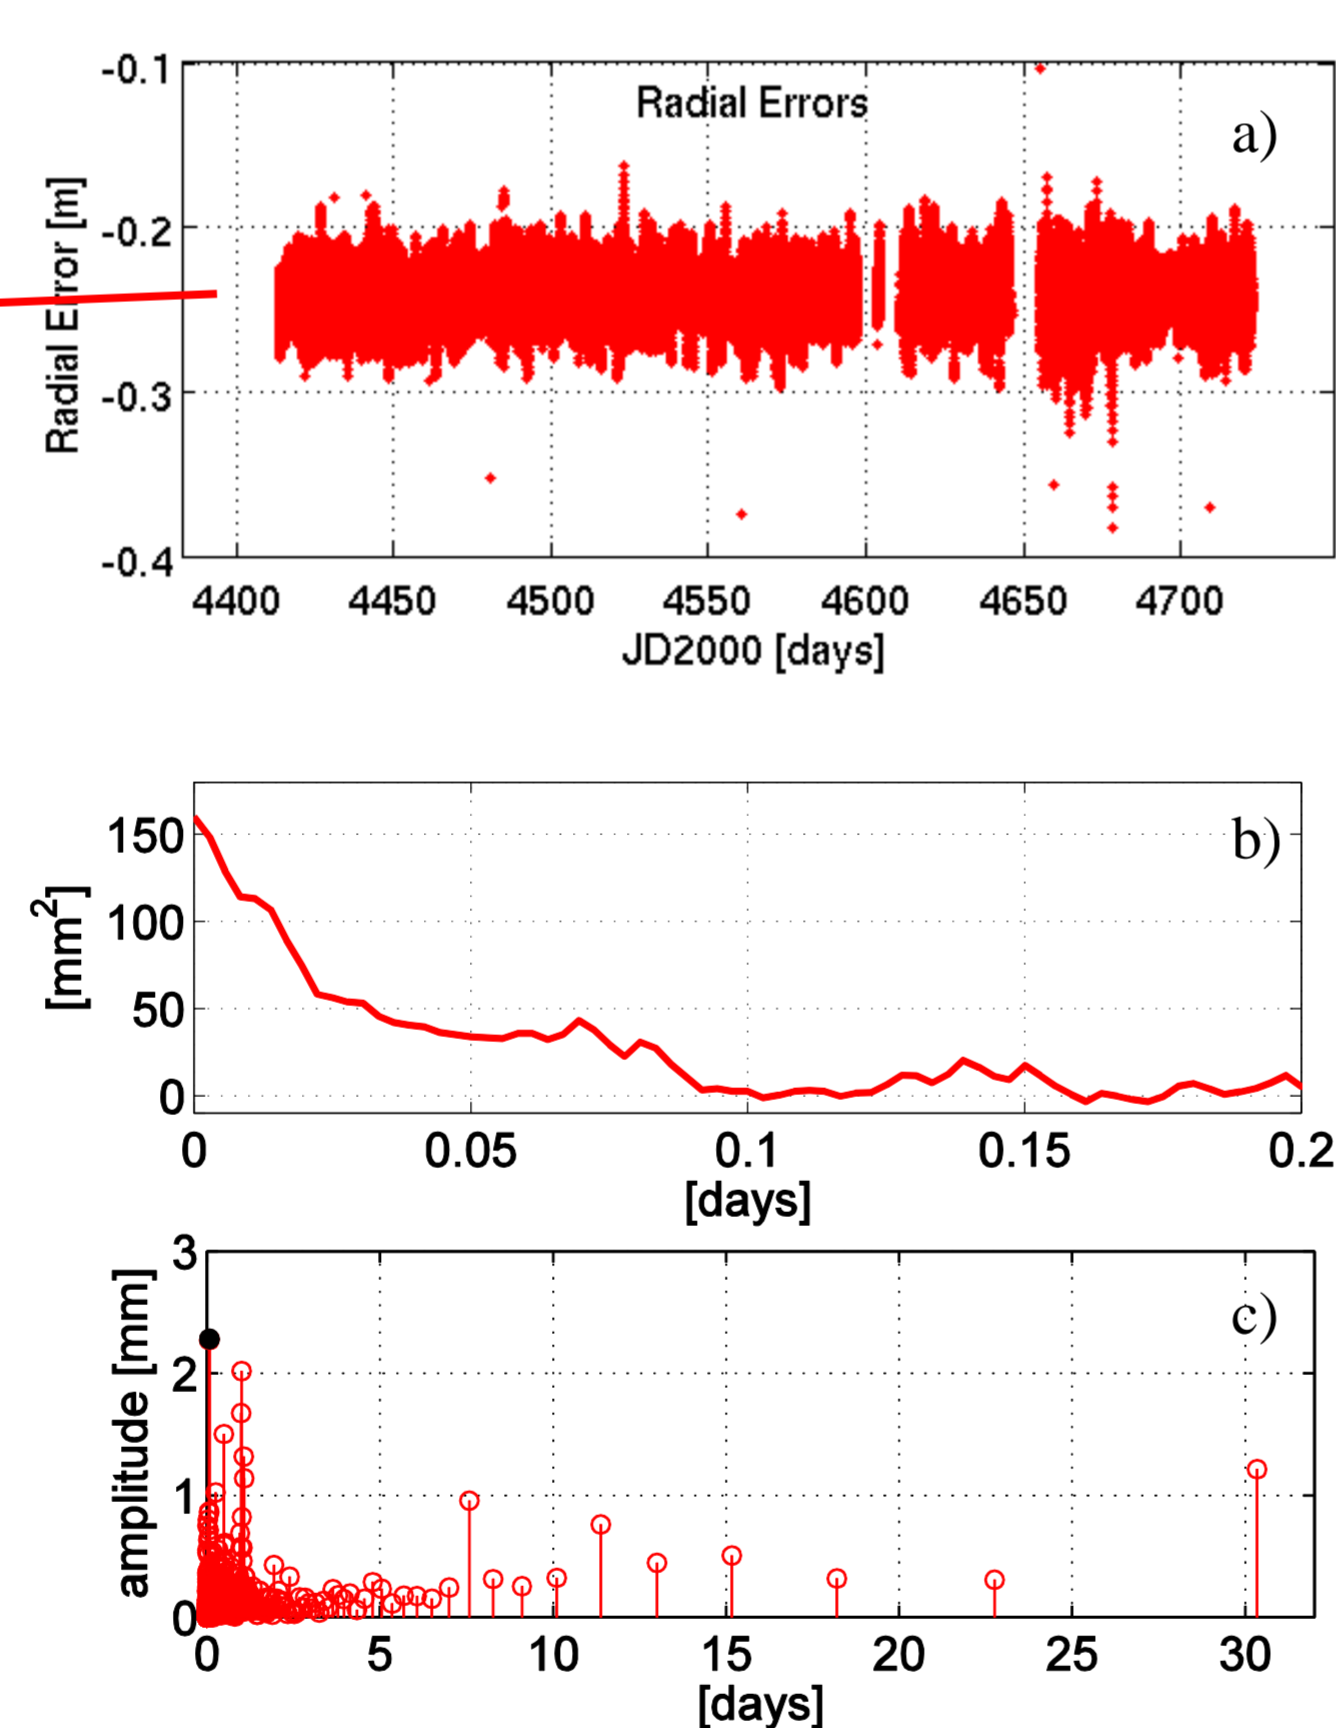 Radial Errors
a)
Radial Error [m]
-0.1
-0.2
-0.3
-0.4
4400 4450 4500 4550 4600 4650 4700
JD2000 [days]
b)
[mm2]
150
100
50
0
0 0.05 0.1 0.15 0.2
[days]
c)
amplitude [mm]
3
2
1
0
0 5 10 15 20 25 30
[days]